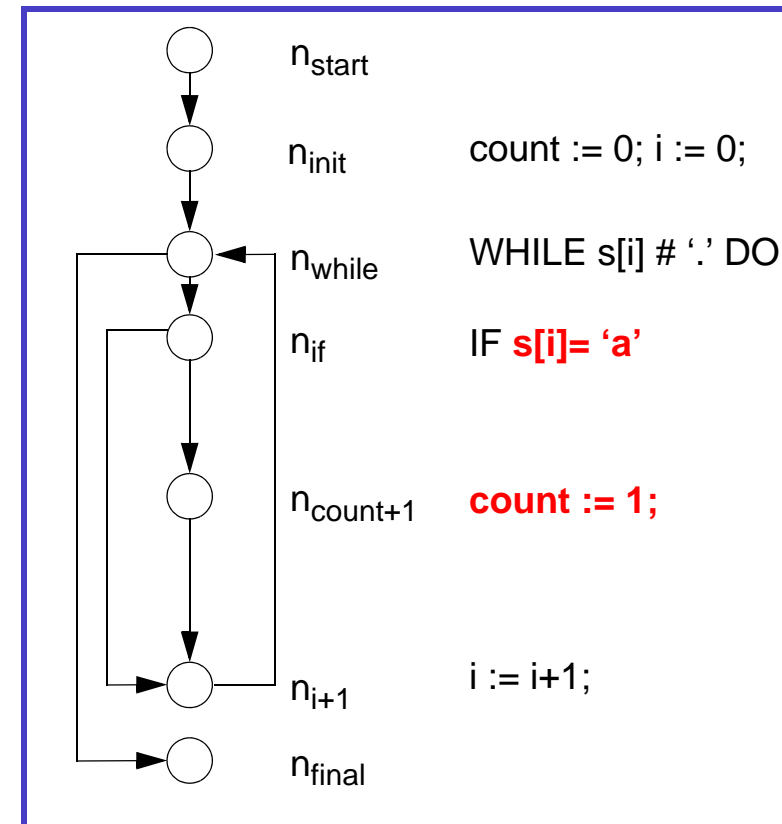 n_start
n_init count := 0; i := 0;
n_while WHILE s[i] # ‘.’ DO
n_if IF s[i]= ‘a’
n_count+1 count := 1;
n_i+1 i := i+1;
n_final